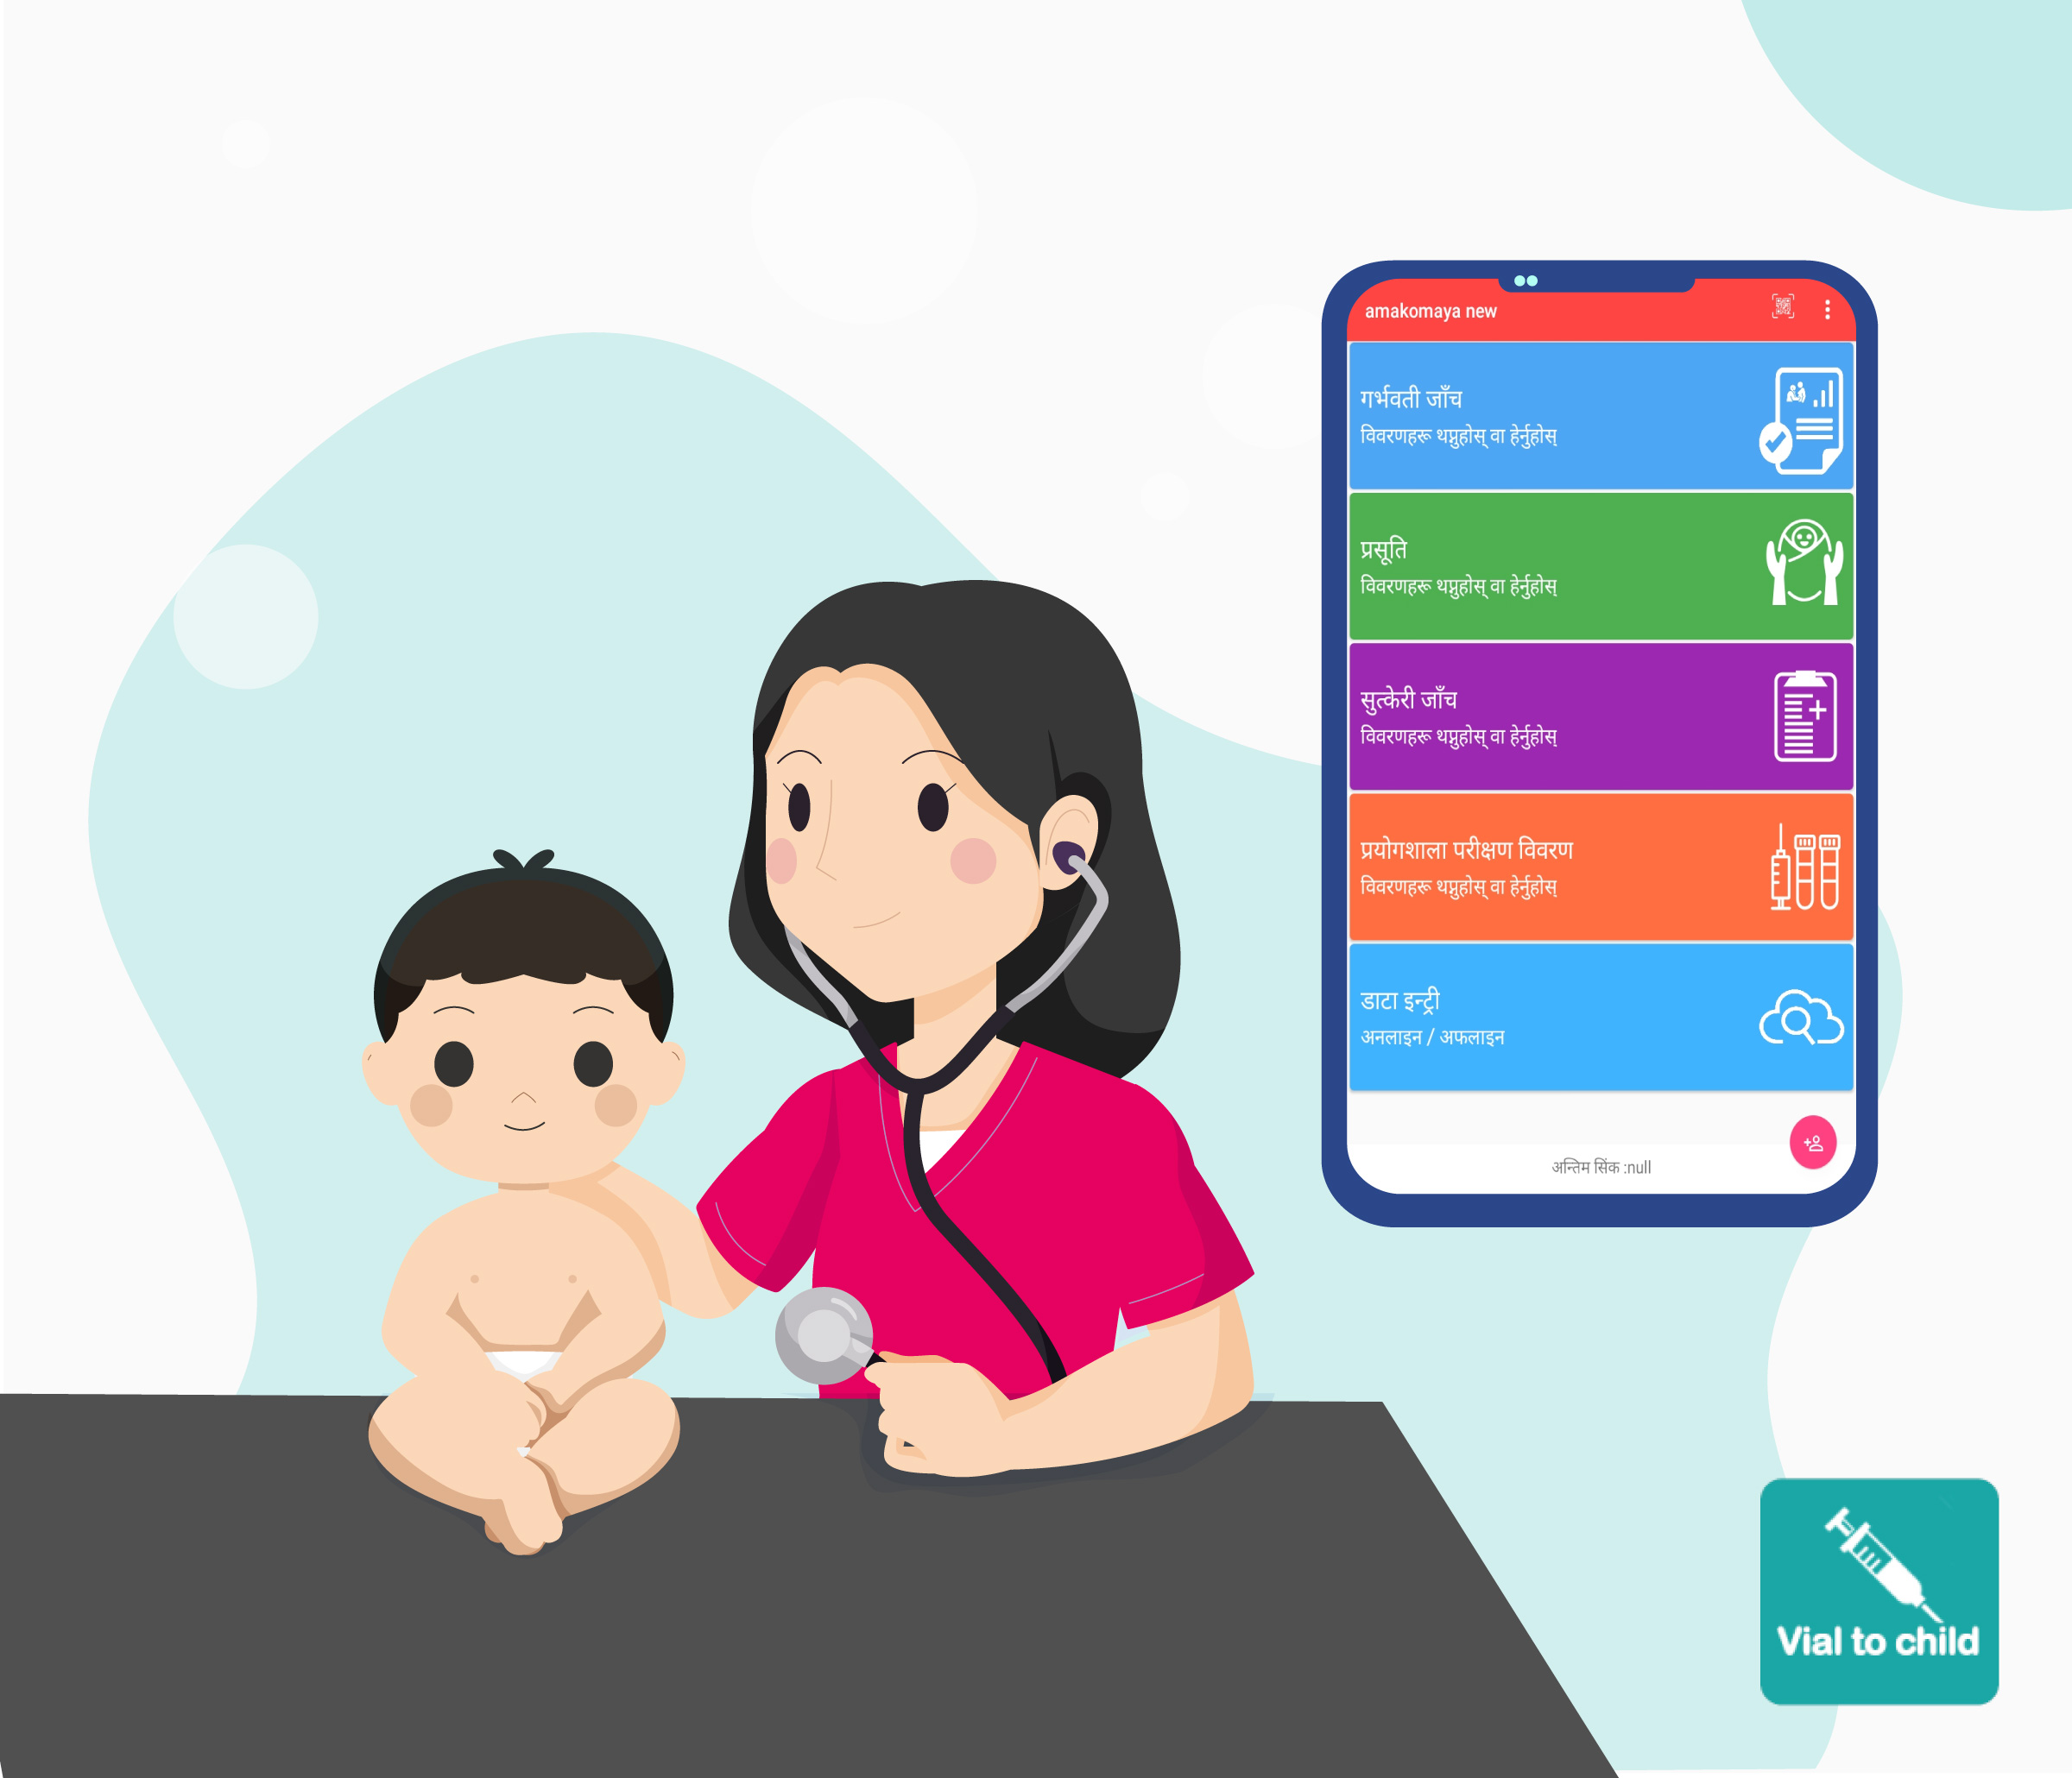 amakomaya new
गर्भवती जाँच
विवरणहरू थप्नुहोस् वा हेर्नुहोस्
प्रसूति
विवरणहरू थप्नुहोस् वा हेर्नुहोस्
सुत्केरी जाँच
विवरणहरू थप्नुहोस् वा हेर्नुहोस्
प्रयोगशाला परीक्षण विवरण
विवरणहरू थप्नुहोस् वा हेर्नुहोस्
डाटा इन्ट्री
अनलाइन / अफलाइन
अन्तिम सिंक :null
Vial to child